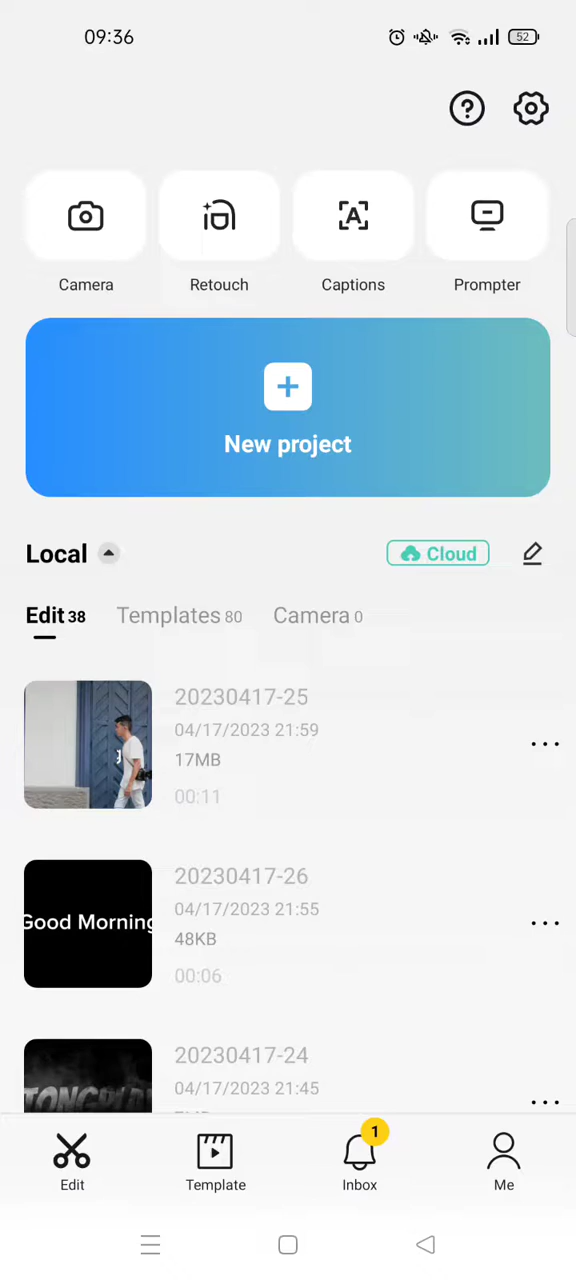 09:36
52
Camera
Retouch
Captions
Prompter
New project
Local
Cloud
Edit 38
Templates 80
Camera 0
20230417-25
04/17/2023 21:59
17MB
00:11
Good Morning
20230417-26
04/17/2023 21:55
48KB
00:06
20230417-24
04/17/2023 21:45
1
Edit
Template
Inbox
Me